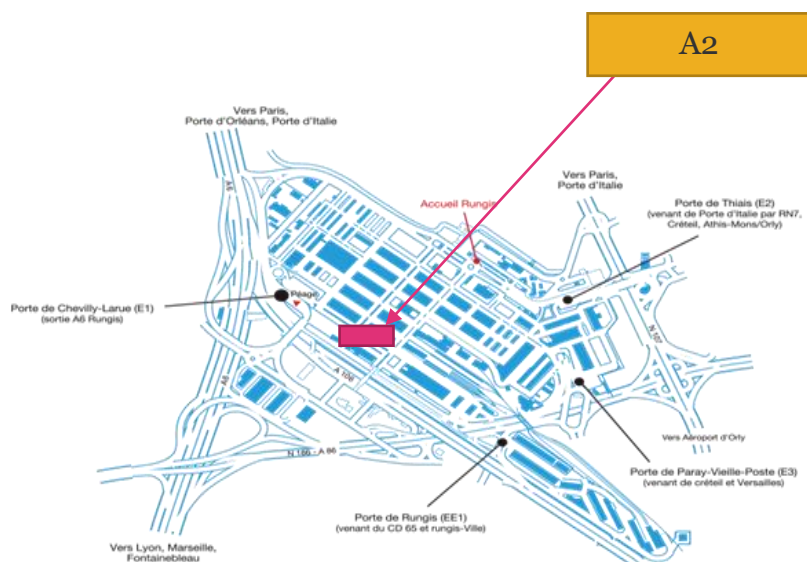 A2
Vers Paris,
Porte d'Orléans, Porte d'Italie
A6
Vers Paris,
Porte d'Italie
Accueil Rungis
Porte de Thiais (E2)
(venant de Porte d'Italie par RN7,
Créteil, Athis-Mons/Orly)
Porte de Chevilly-Larue (E1)
(sortie A6 Rungis)
Péage
N 107
A 106
A6
Vers Aéroport d'Orly
N 186 - A 86
Porte de Paray-Vieille-Poste (E3)
(venant de créteil et Versailles)
Porte de Rungis (EE1)
(venant du CD 65 et rungis-Ville)
Vers Lyon, Marseille,
Fontainebleau